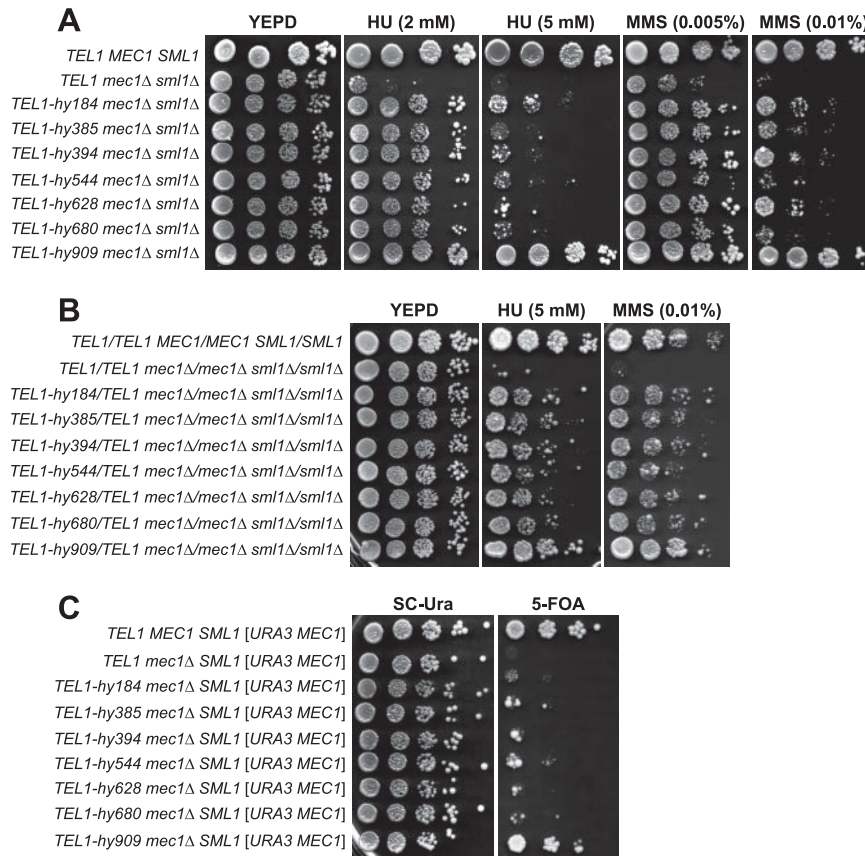 A
YEPD HU (2 mM) HU (5 mM) MMS (0.005%) MMS (0.01%)
TEL1 MEC1 SML1
TEL1 mec1Δ sml1Δ
TEL1-hy184 mec1Δ sml1Δ
TEL1-hy385 mec1Δ sml1Δ
TEL1-hy394 mec1Δ sml1Δ
TEL1-hy544 mec1Δ sml1Δ
TEL1-hy628 mec1Δ sml1Δ
TEL1-hy680 mec1Δ sml1Δ
TEL1-hy909 mec1Δ sml1Δ
B
YEPD HU (5 mM) MMS (0.01%)
TEL1/TEL1 MEC1/MEC1 SML1/SML1
TEL1/TEL1 mec1Δ/mec1Δ sml1Δ/sml1Δ
TEL1-hy184/TEL1 mec1Δ/mec1Δ sml1Δ/sml1Δ
TEL1-hy385/TEL1 mec1Δ/mec1Δ sml1Δ/sml1Δ
TEL1-hy394/TEL1 mec1Δ/mec1Δ sml1Δ/sml1Δ
TEL1-hy544/TEL1 mec1Δ/mec1Δ sml1Δ/sml1Δ
TEL1-hy628/TEL1 mec1Δ/mec1Δ sml1Δ/sml1Δ
TEL1-hy680/TEL1 mec1Δ/mec1Δ sml1Δ/sml1Δ
TEL1-hy909/TEL1 mec1Δ/mec1Δ sml1Δ/sml1Δ
C
SC-Ura 5-FOA
TEL1 MEC1 SML1 [URA3 MEC1]
TEL1 mec1Δ SML1 [URA3 MEC1]
TEL1-hy184 mec1Δ SML1 [URA3 MEC1]
TEL1-hy385 mec1Δ SML1 [URA3 MEC1]
TEL1-hy394 mec1Δ SML1 [URA3 MEC1]
TEL1-hy544 mec1Δ SML1 [URA3 MEC1]
TEL1-hy628 mec1Δ SML1 [URA3 MEC1]
TEL1-hy680 mec1Δ SML1 [URA3 MEC1]
TEL1-hy909 mec1Δ SML1 [URA3 MEC1]